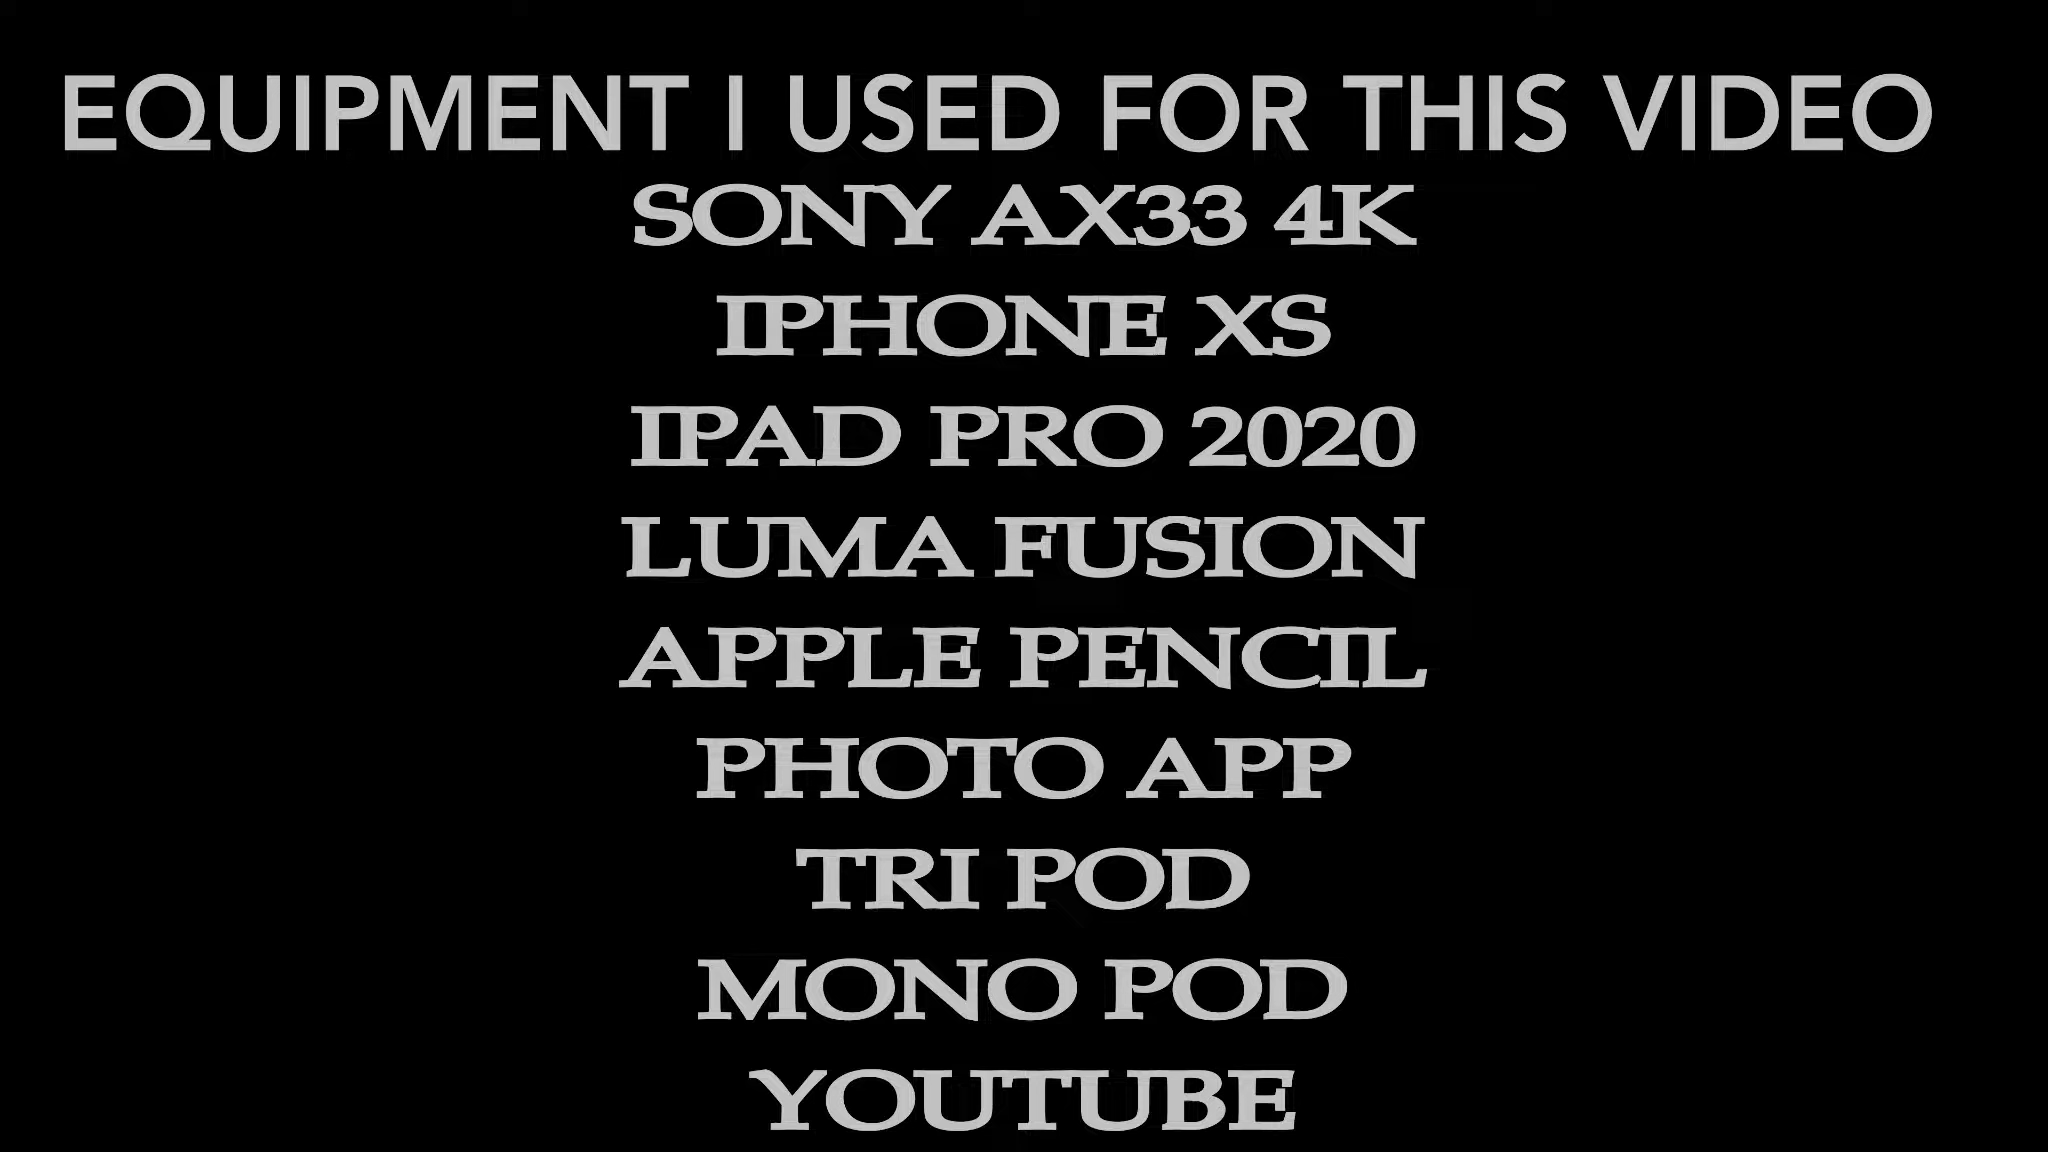 EQUIPMENT I USED FOR THIS VIDEO
SONY AX33 4K
IPHONE XS
IPAD PRO 2020
LUMA FUSION
APPLE PENCIL
PHOTO APP
TRI POD
MONO POD
YOUTUBE